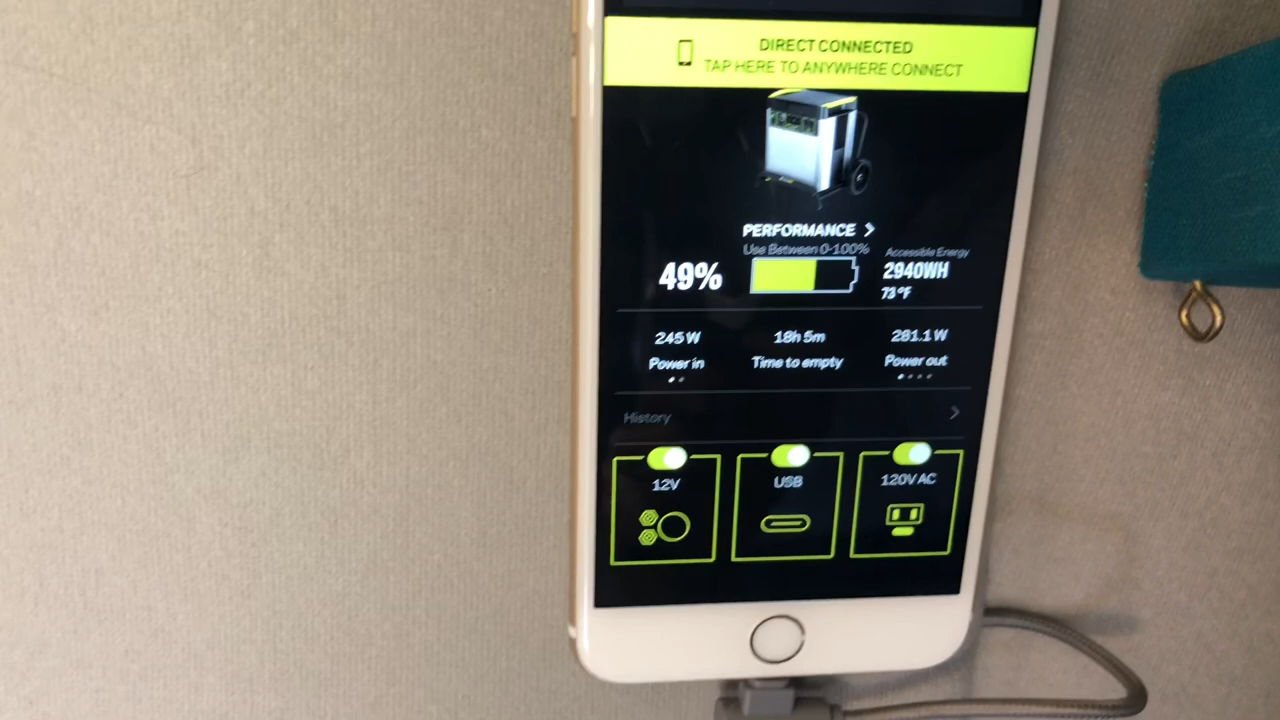 DIRECT CONNECTED
TAP HERE TO ANYWHERE CONNECT
PERFORMANCE >
Use Between 0-100%
49%
Accessible Energy
2940WH
73 °F
245 W
Power in
18h 5m
Time to empty
281.1 W
Power out
History >
12V
USB
120V AC